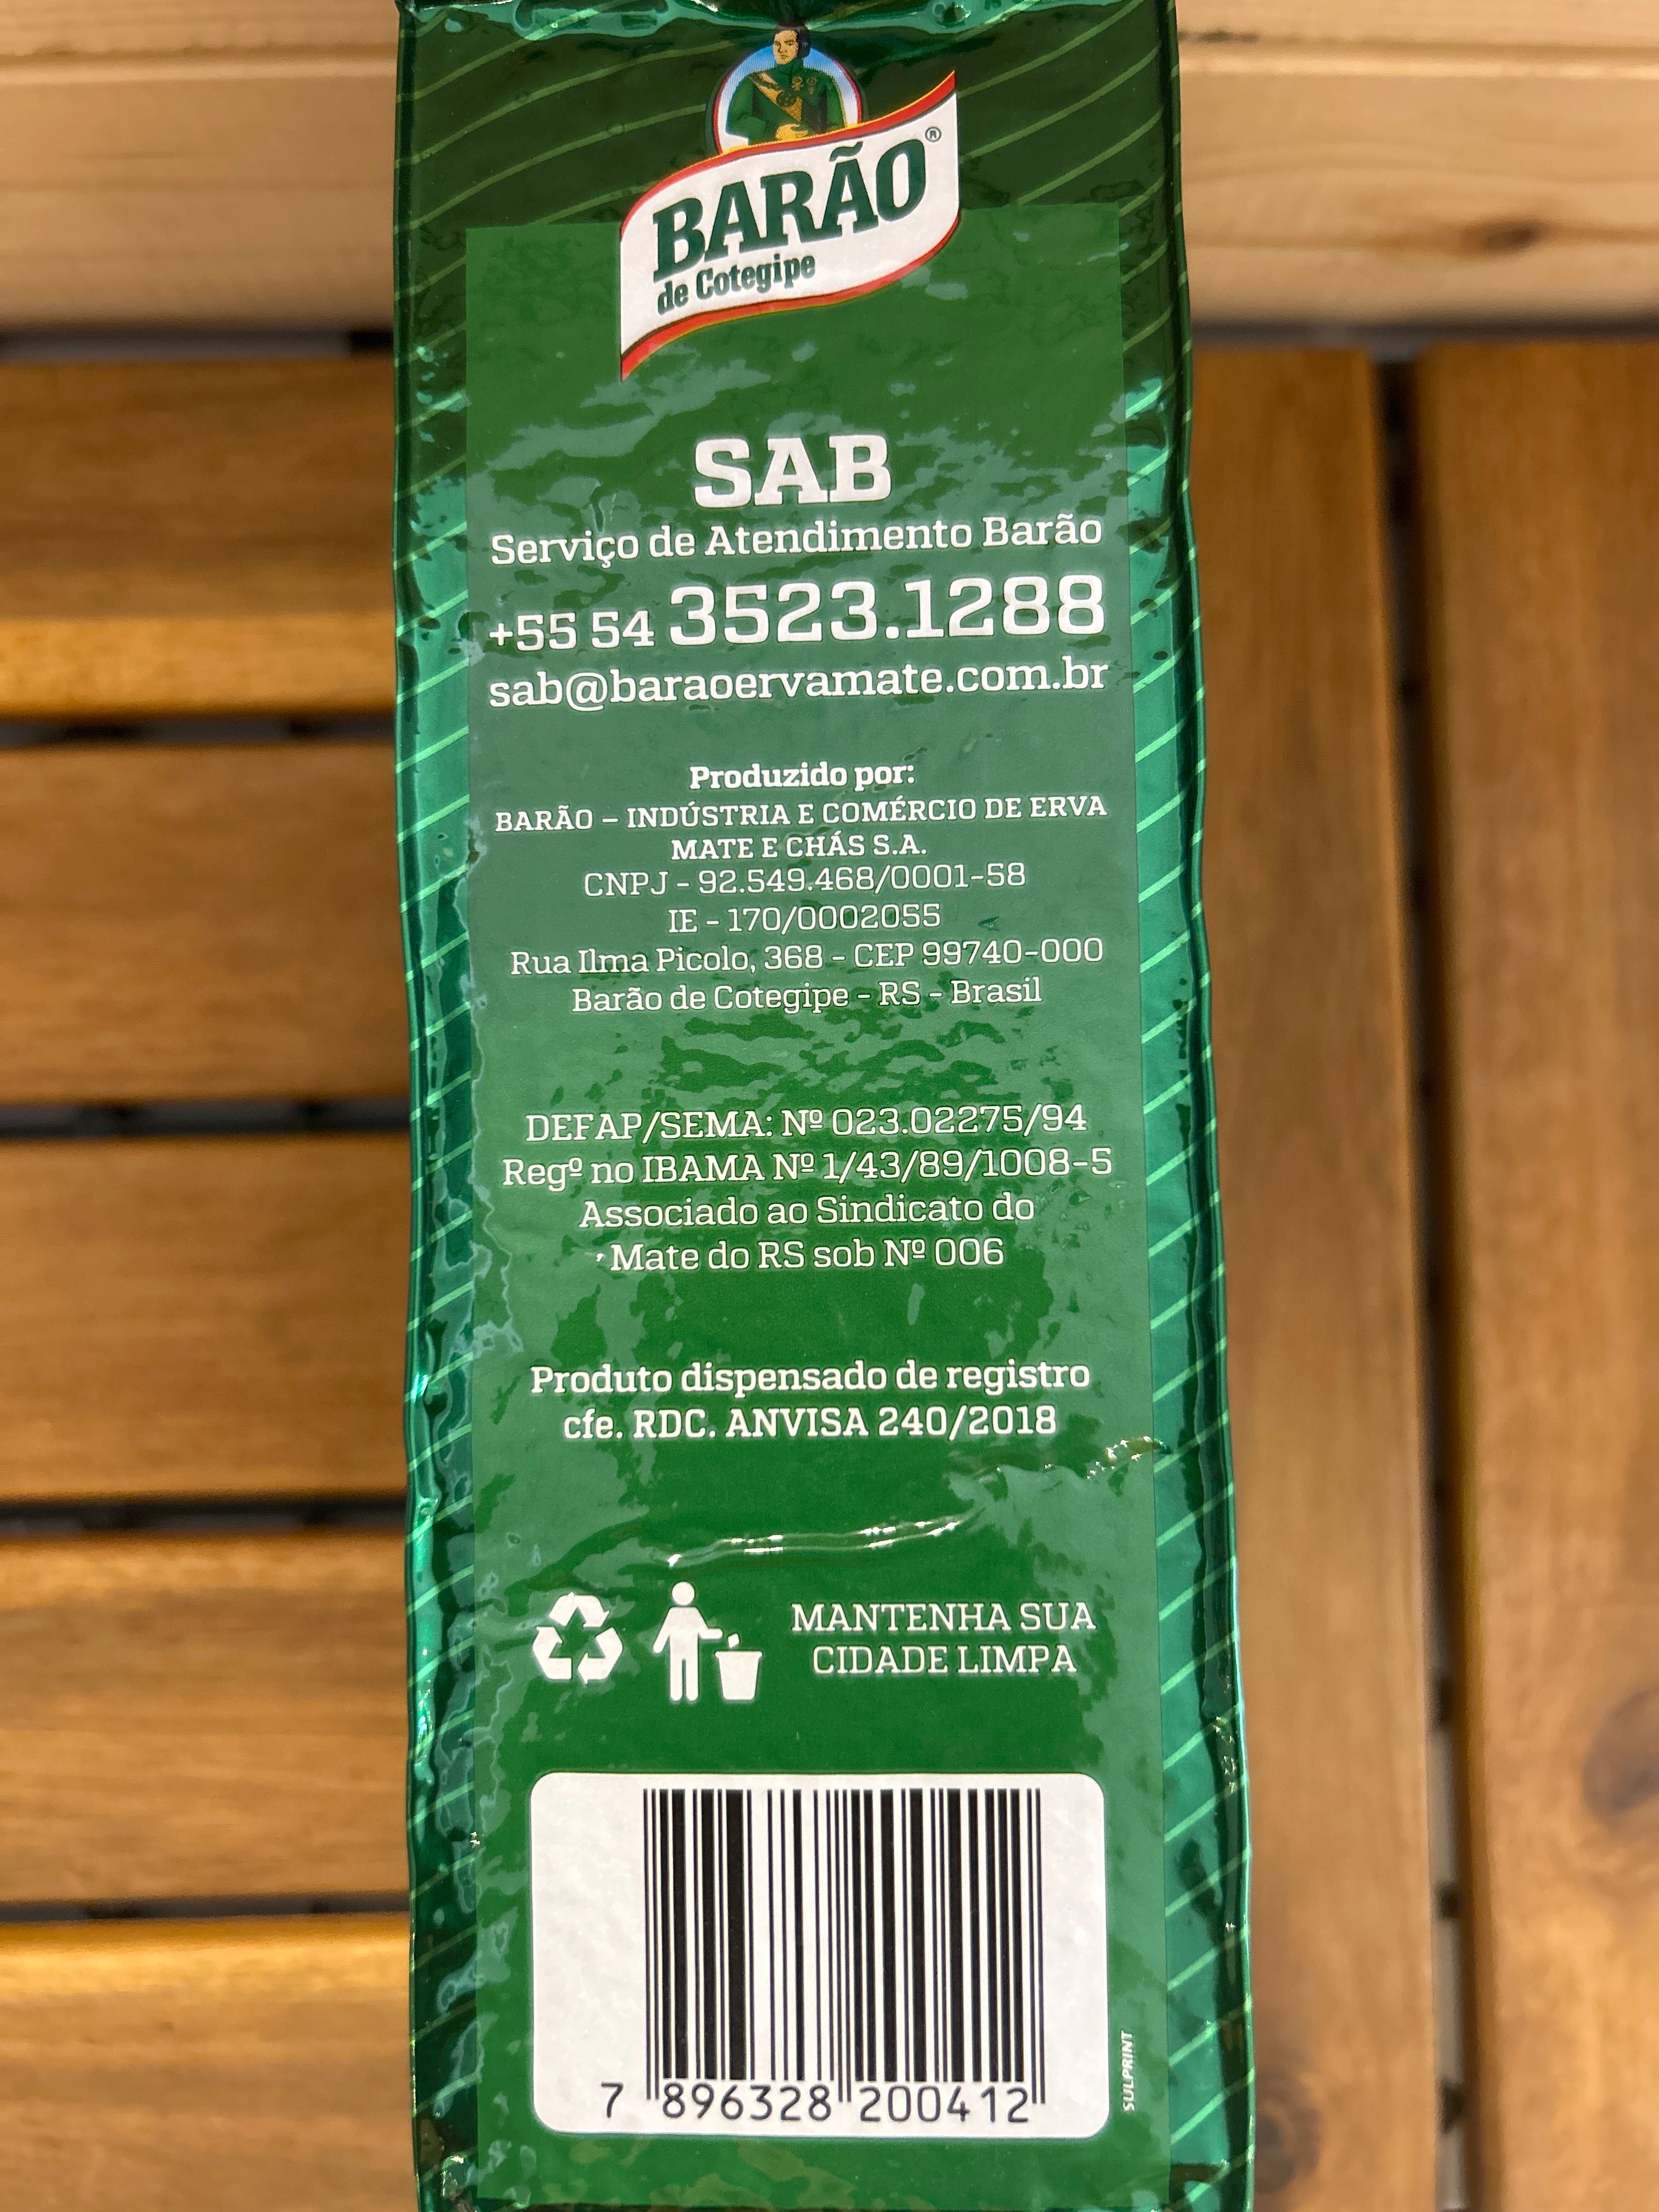 BARÃO®
de Cotegipe
SAB
Serviço de Atendimento Barão
+55 54 3523.1288
sab@baraoervamate.com.br
Produzido por:
BARÃO – INDÚSTRIA E COMÉRCIO DE ERVA
MATE E CHÁS S.A.
CNPJ - 92.549.468/0001-58
IE - 170/0002055
Rua Ilma Picolo, 368 - CEP 99740-000
Barão de Cotegipe - RS - Brasil
DEFAP/SEMA: Nº 023.02275/94
Regº no IBAMA Nº 1/43/89/1008-5
Associado ao Sindicato do
Mate do RS sob Nº 006
Produto dispensado de registro
cfe. RDC. ANVISA 240/2018
MANTENHA SUA
CIDADE LIMPA
7 896328 200412
SULPRINT